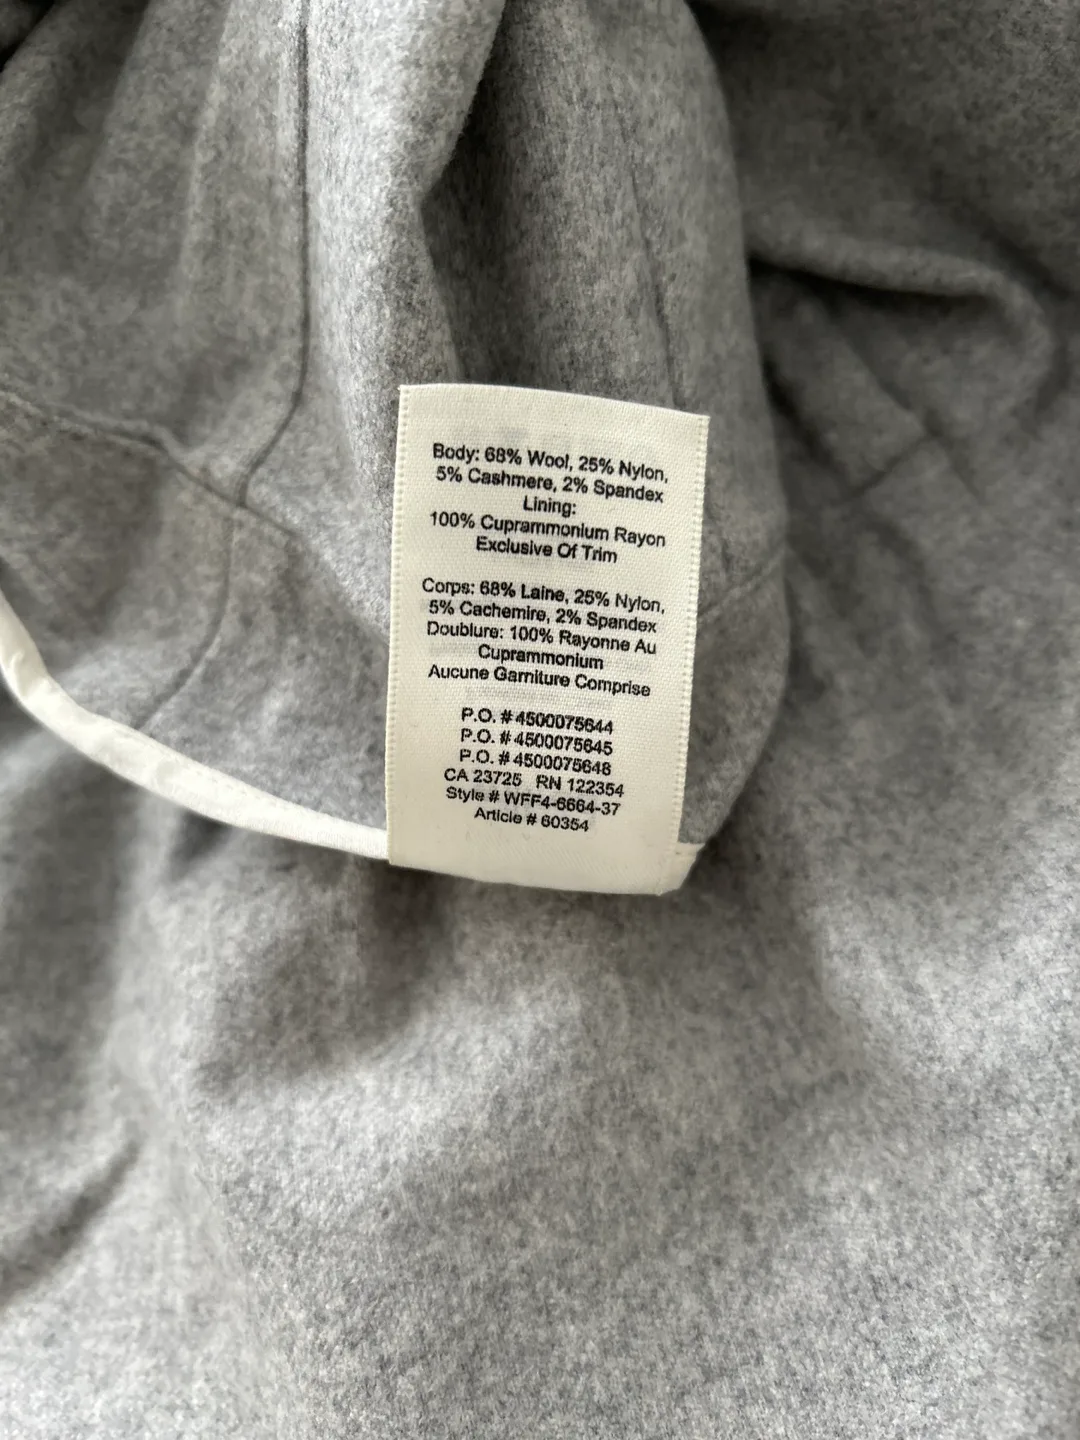 Body: 68% Wool, 25% Nylon,
5% Cashmere, 2% Spandex
Lining:
100% Cuprammonium Rayon
Exclusive Of Trim
Corps: 68% Laine, 25% Nylon,
5% Cachemire, 2% Spandex
Doublure: 100% Rayonne Au
Cuprammonium
Aucune Garniture Comprise
P.O. # 4500075644
P.O. # 4500075645
P.O. # 4500075648
CA 23725 RN 122354
Style # WFF4-6664-37
Article # 60354